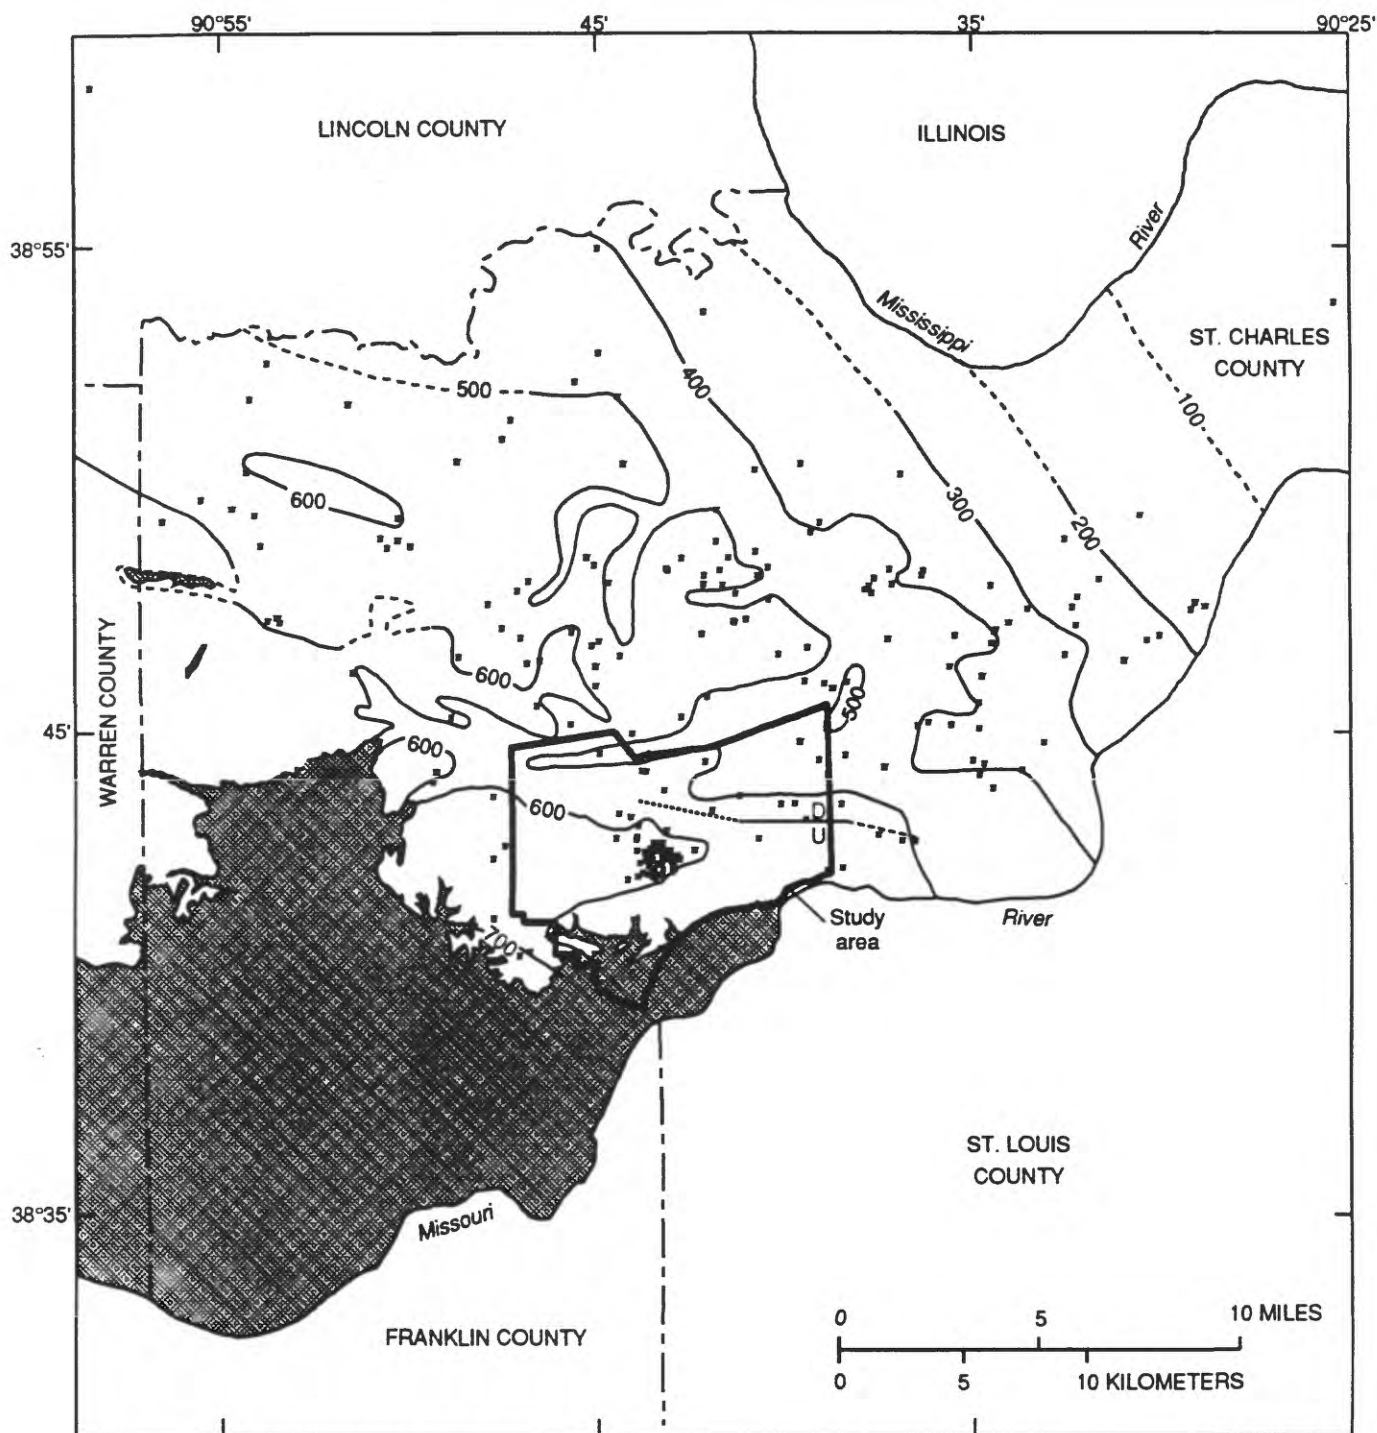 90°55'
45'
35'
90°25'
LINCOLN COUNTY
ILLINOIS
River
38°55'
Mississippi
ST. CHARLES
COUNTY
500
400
100
600
300
200
WARREN COUNTY
600
500
45'
600
600
D
U
Study
area
River
700
ST. LOUIS
COUNTY
38°35'
Missouri
0
5
10 MILES
FRANKLIN COUNTY
0
5
10 KILOMETERS